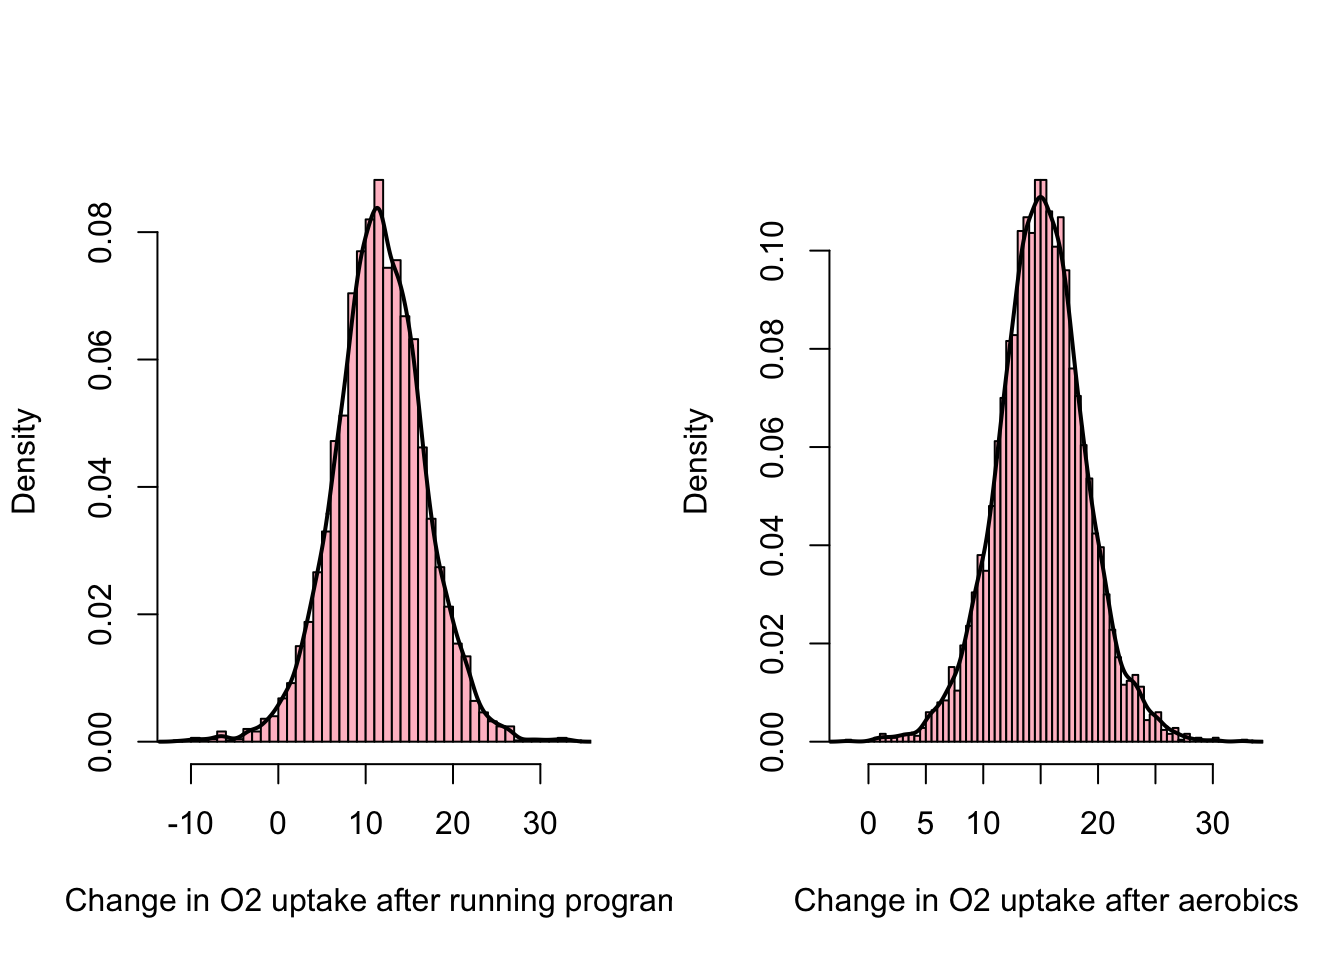 Density
0.00 0.02 0.04 0.06 0.08
-10 0 10 20 30
Change in O2 uptake after running progran
Density
0.00 0.02 0.04 0.06 0.08 0.10
0 5 10 20 30
Change in O2 uptake after aerobics